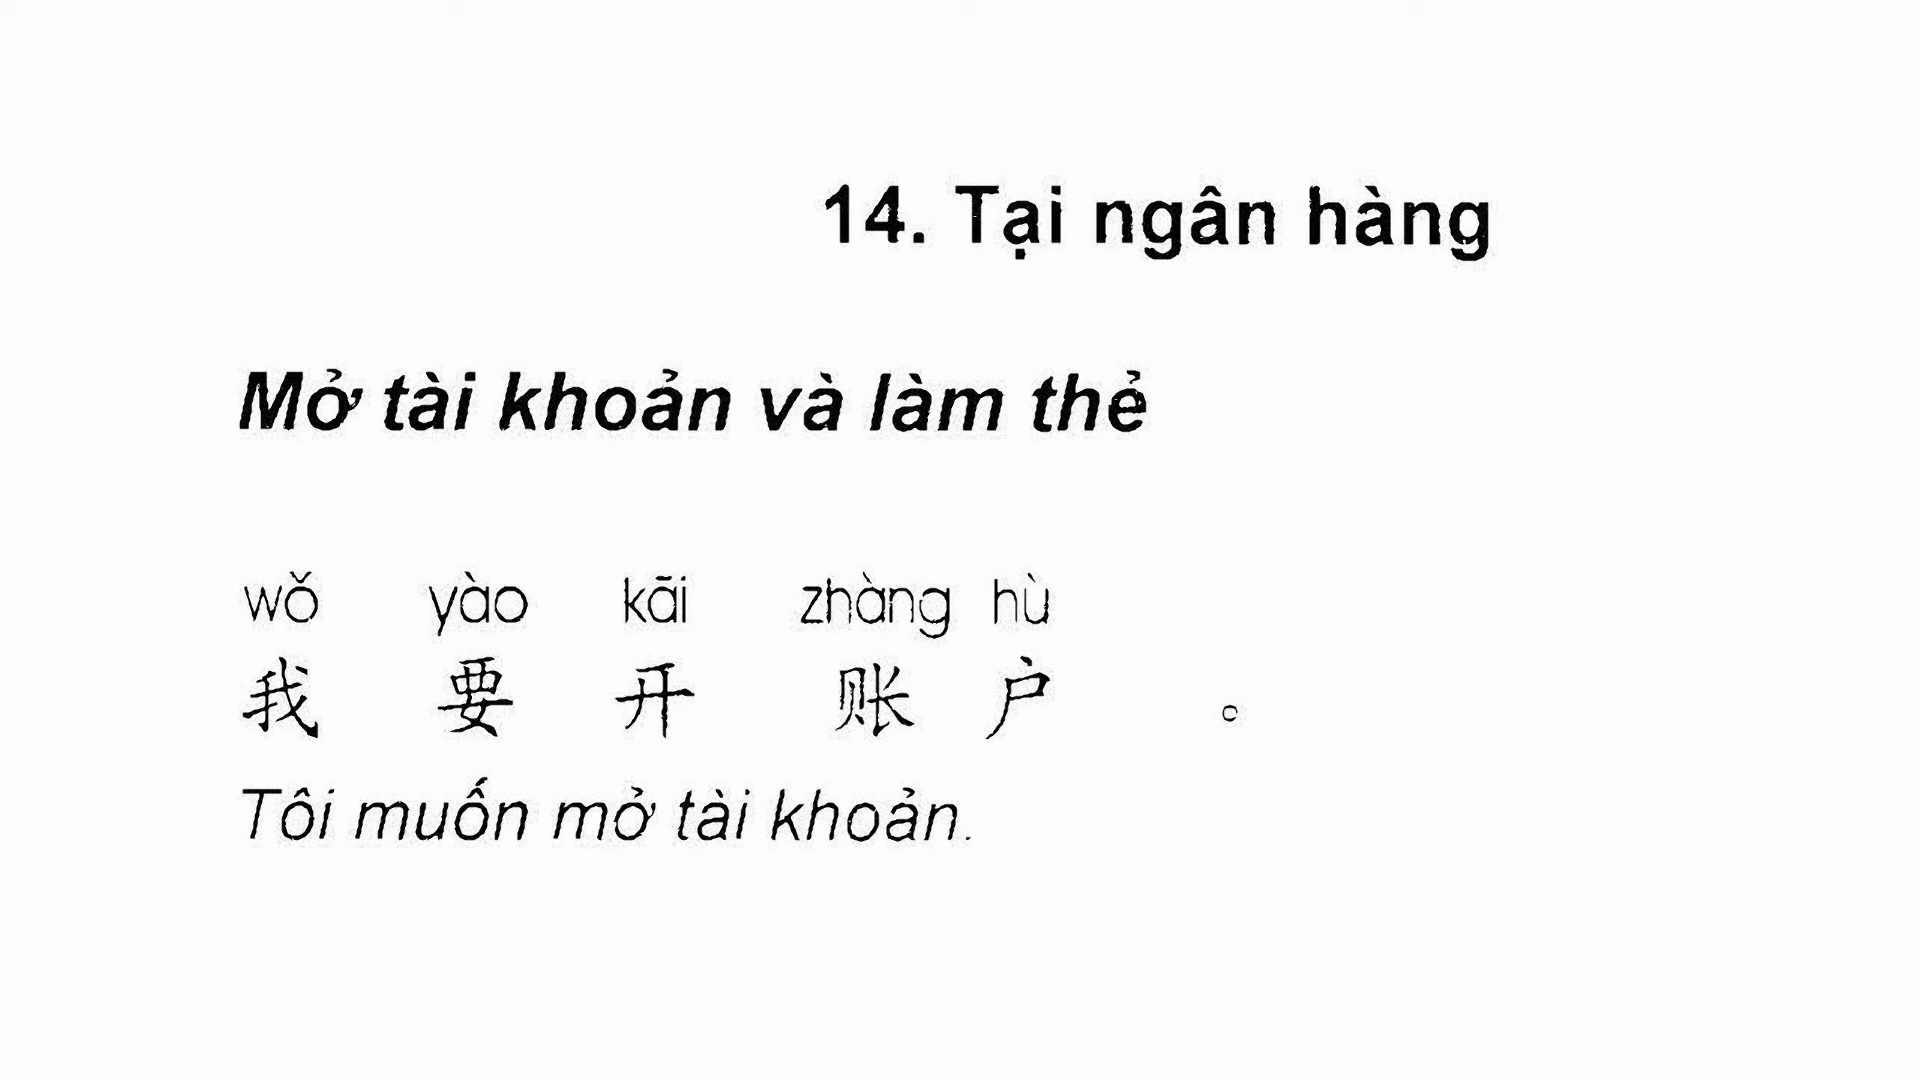 14. Tại ngân hàng
Mở tài khoản và làm thẻ
wǒ yào kāi zhàng hù
我 要 开 账 户 。
Tôi muốn mở tài khoản.